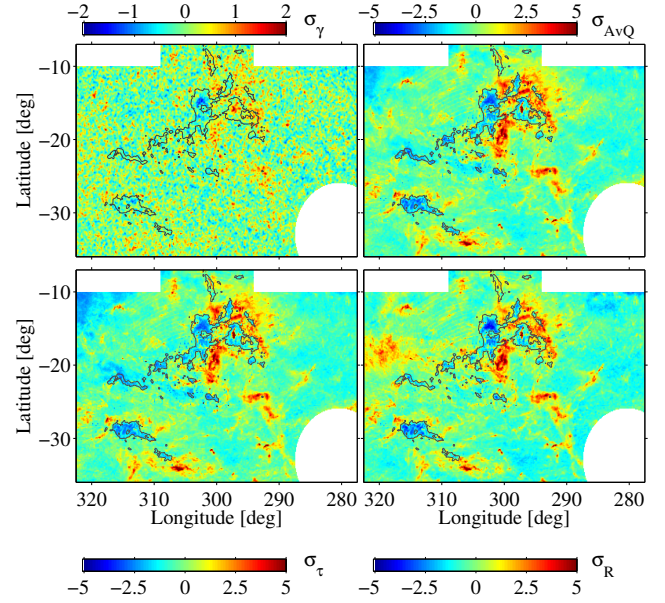 −2 −1 0 1 2 σγ
−5 −2.5 0 2.5 5 σAvQ
Latitude [deg]
−10
−20
−30
Latitude [deg]
−10
−20
−30
320 310 300 290 280
Longitude [deg]
320 310 300 290 280
Longitude [deg]
−5 −2.5 0 2.5 5 στ
−5 −2.5 0 2.5 5 σR